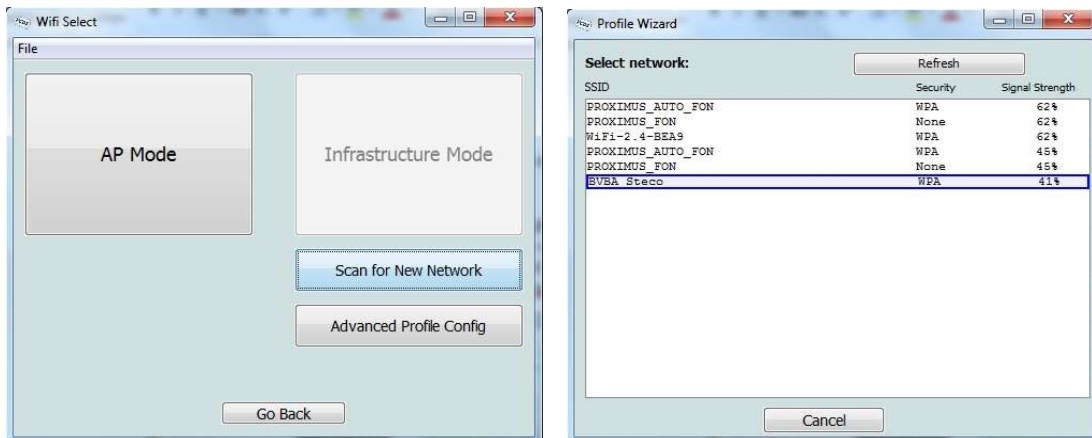 Wifi Select
File
AP Mode
Infrastructure Mode
Scan for New Network
Advanced Profile Config
Go Back
Profile Wizard
Select network:
Refresh
SSID Security Signal Strength
PROXIMUS_AUTO_FON WPA 62%
PROXIMUS_FON None 62%
WiFi-2.4-BEA9 WPA 62%
PROXIMUS_AUTO_FON WPA 45%
PROXIMUS_FON None 45%
BVBA Steco WPA 41%
Cancel